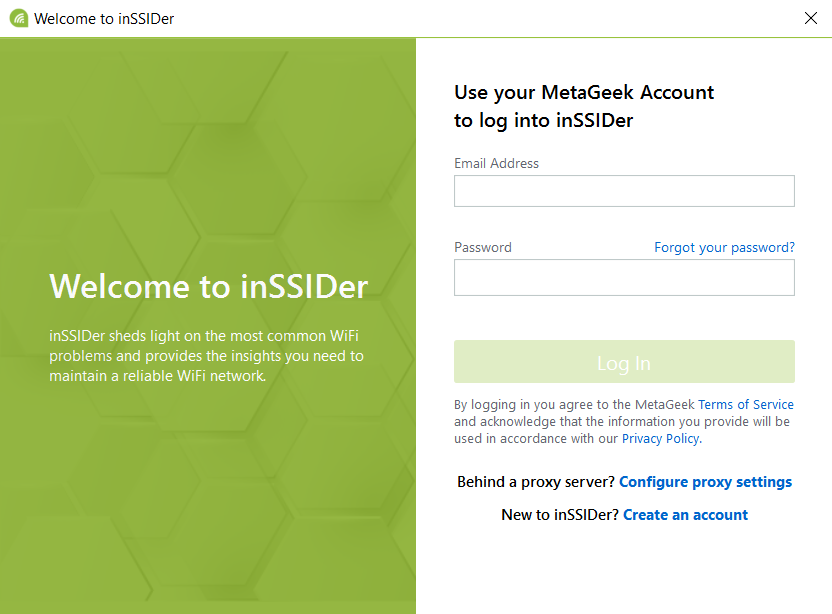 Welcome to inSSIDer
Welcome to inSSIDer
inSSIDer sheds light on the most common WiFi
problems and provides the insights you need to
maintain a reliable WiFi network.
Use your MetaGeek Account
to log into inSSIDer
Email Address
Password Forgot your password?
Log In
By logging in you agree to the MetaGeek Terms of Service
and acknowledge that the information you provide will be
used in accordance with our Privacy Policy.
Behind a proxy server? Configure proxy settings
New to inSSIDer? Create an account